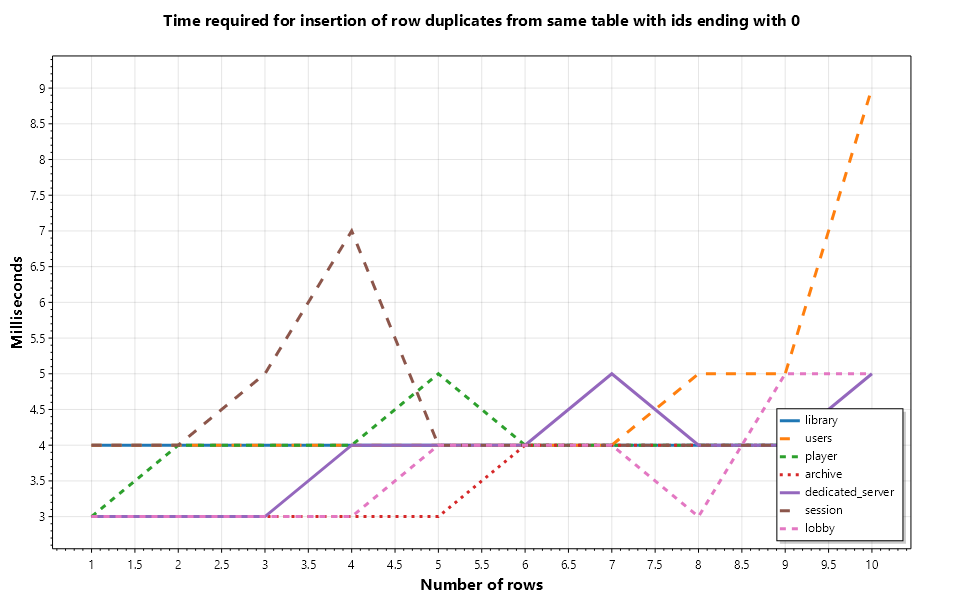 Time required for insertion of row duplicates from same table with ids ending with 0
Milliseconds
9
8.5
8
7.5
7
6.5
6
5.5
5
4.5
4
3.5
3
library
users
player
archive
dedicated_server
session
lobby
1 1.5 2 2.5 3 3.5 4 4.5 5 5.5 6 6.5 7 7.5 8 8.5 9 9.5 10
Number of rows